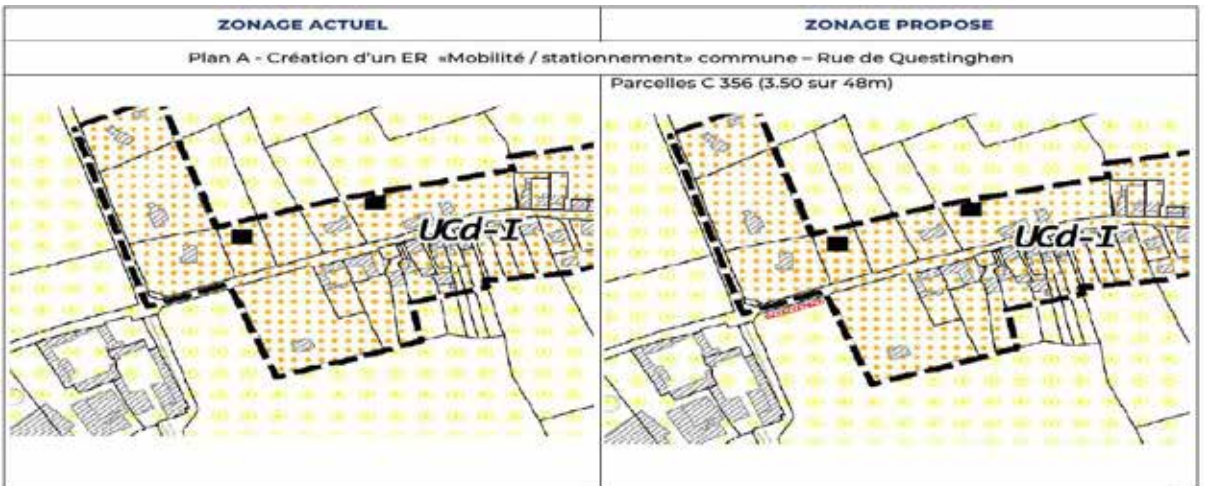 ZONAGE ACTUEL
ZONAGE PROPOSE
Plan A - Création d'un ER «Mobilité / stationnement» commune – Rue de Questinghen
Parcelles C 356 (3.50 sur 48m)
UCd-I
UCd-I